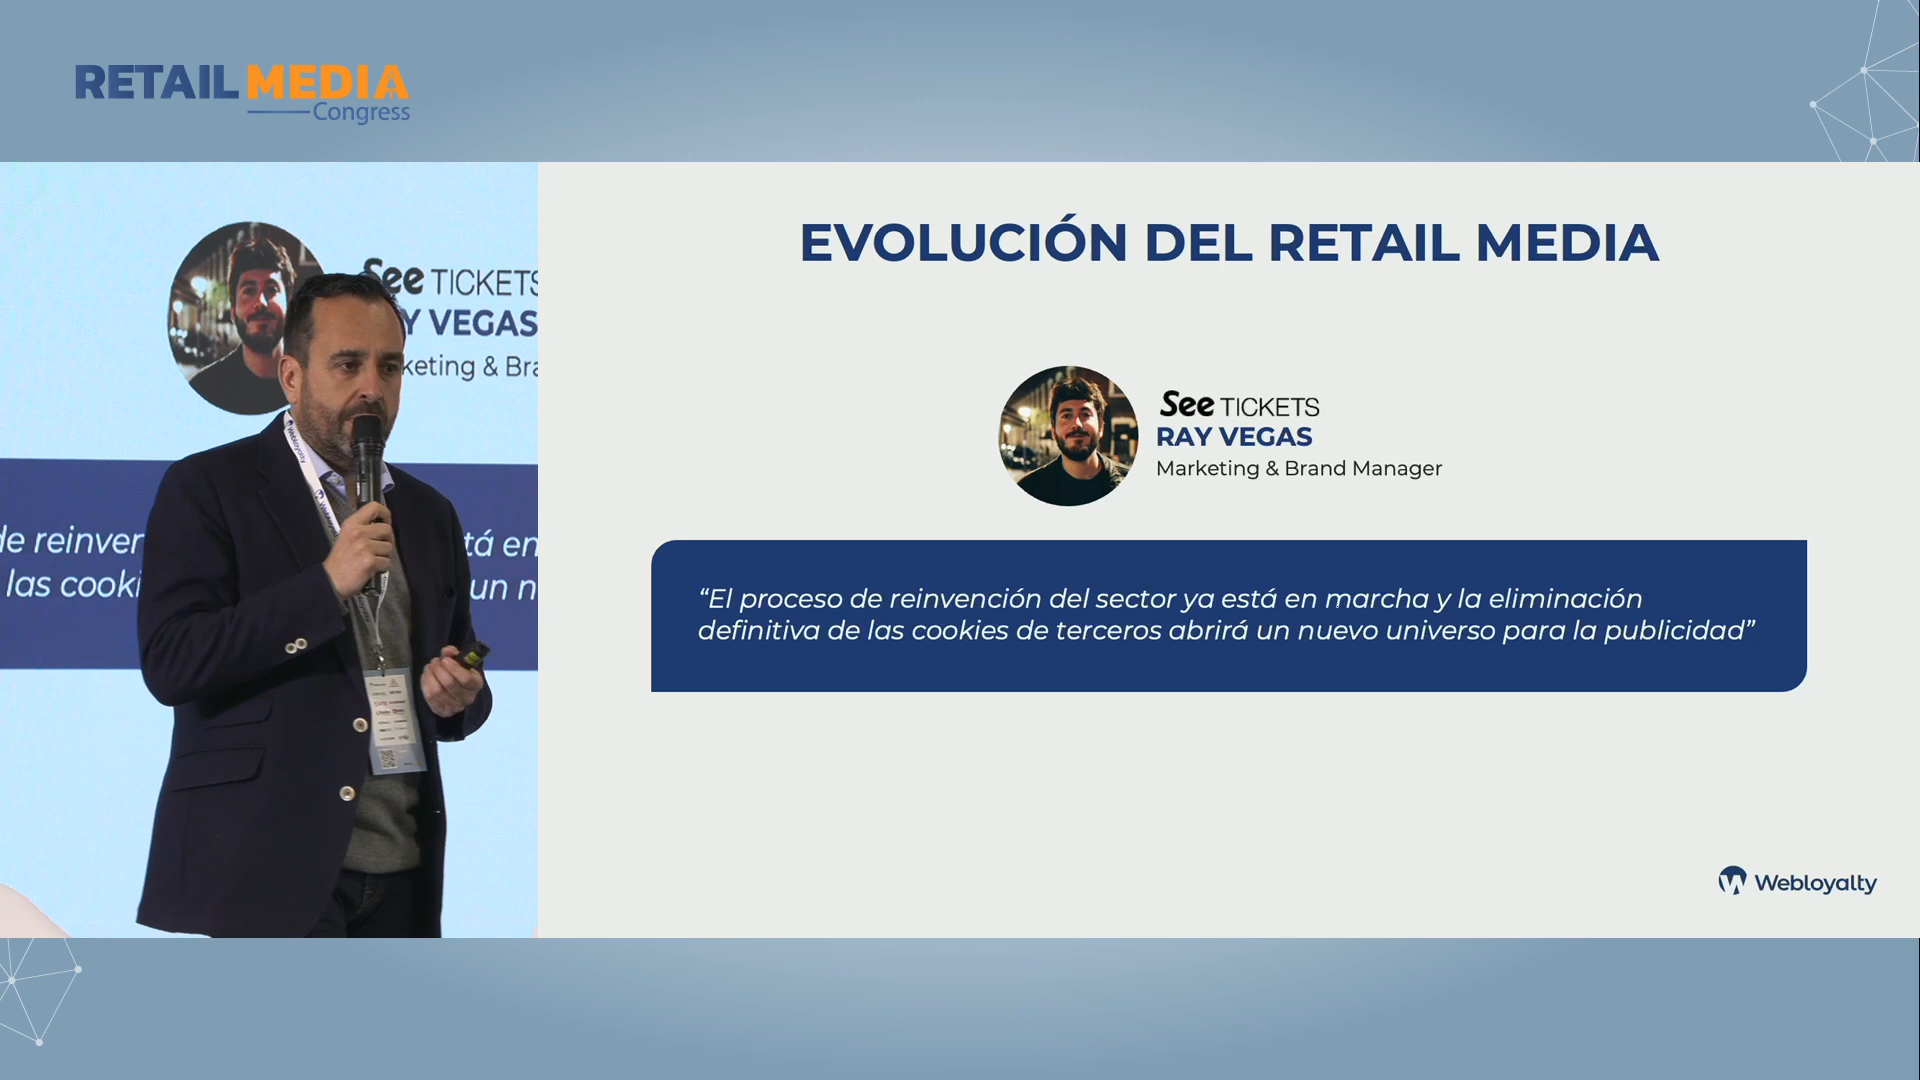 RETAIL MEDIA
Congress
See TICKETS
Y VEGAS
keting & Bra
de reinven
tá en
las cooki
un n
Webloyalty
EVOLUCIÓN DEL RETAIL MEDIA
See TICKETS
RAY VEGAS
Marketing & Brand Manager
“El proceso de reinvención del sector ya está en marcha y la eliminación
definitiva de las cookies de terceros abrirá un nuevo universo para la publicidad”
Webloyalty